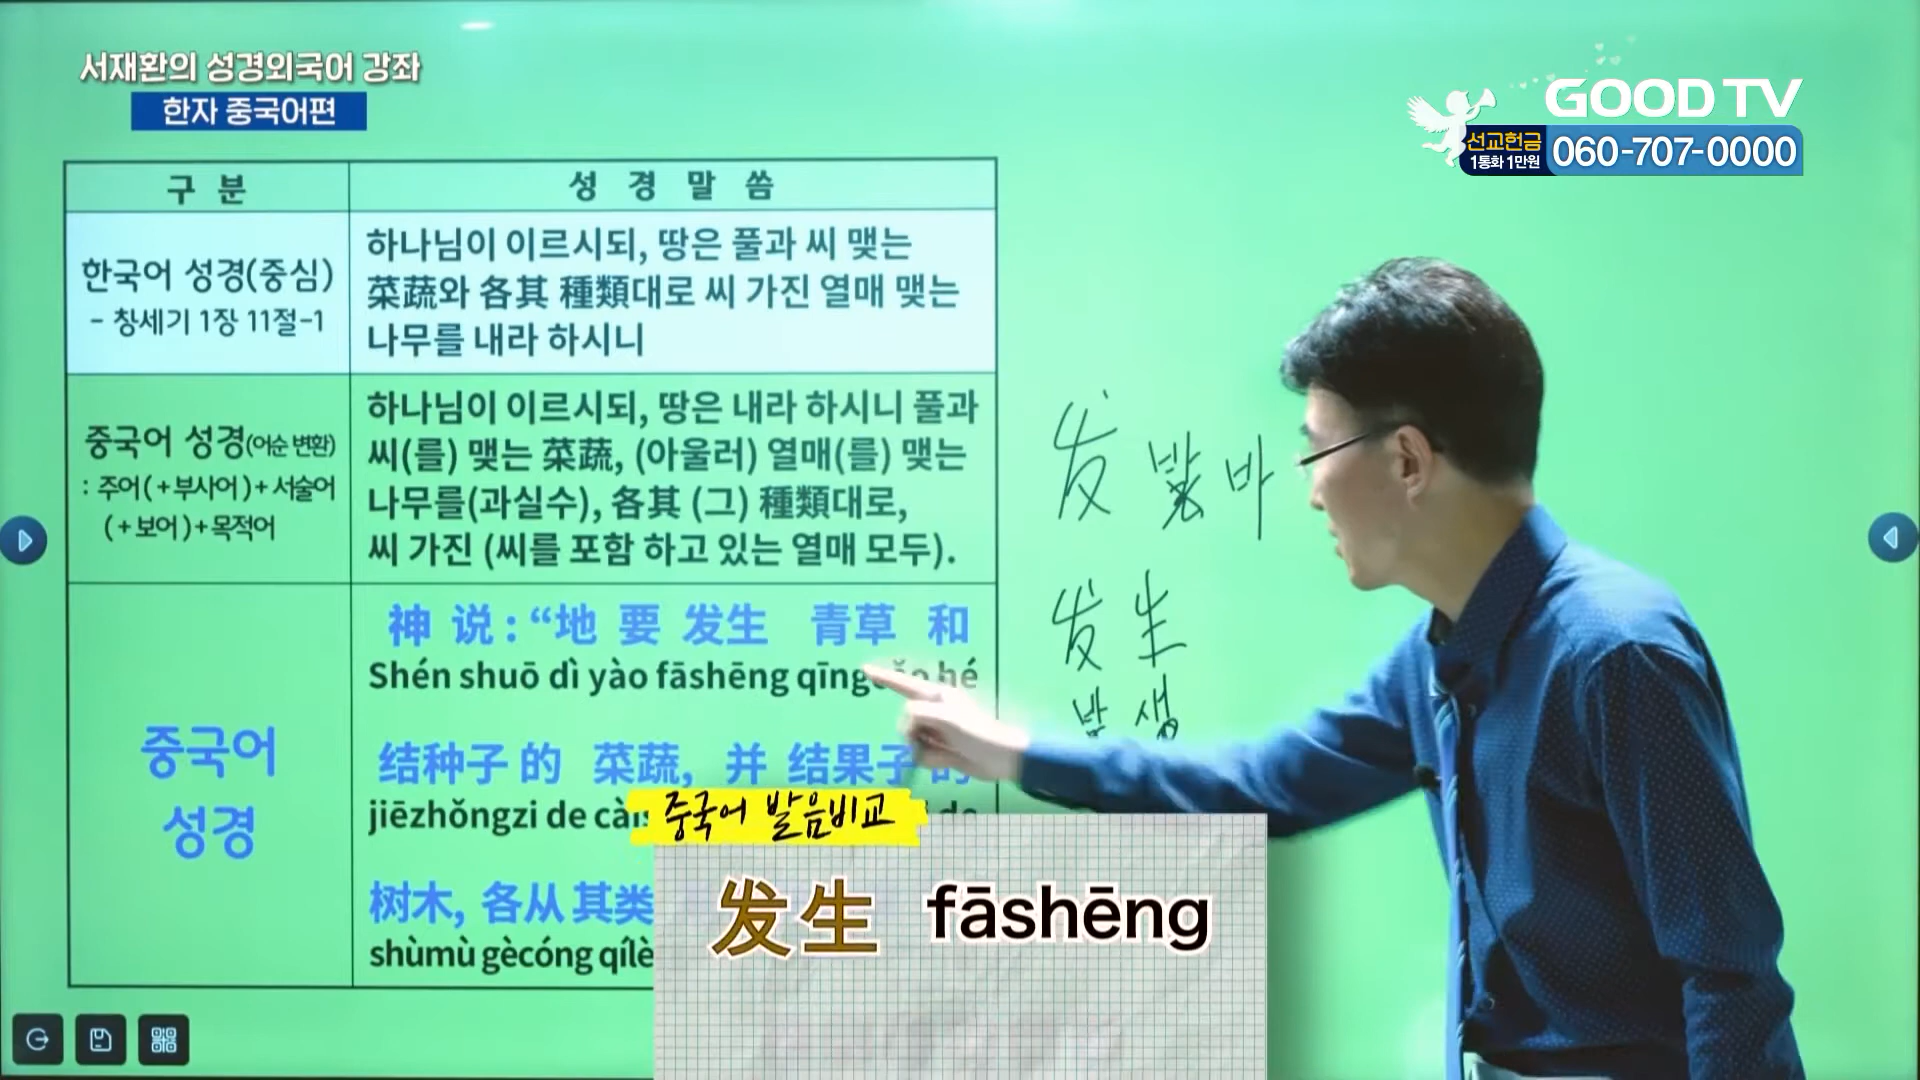 서재환의 성경외국어 강좌
한자 중국어편
GOOD TV
선교헌금
1통화 1만원
060-707-0000
구 분
성 경 말 씀
한국어 성경(중심)
- 창세기 1장 11절-1
하나님이 이르시되, 땅은 풀과 씨 맺는
菜蔬와 各其 種類대로 씨 가진 열매 맺는
나무를 내라 하시니
중국어 성경(어순 변환)
: 주어 ( + 부사어 ) + 서술어
( + 보어 ) + 목적어
하나님이 이르시되, 땅은 내라 하시니 풀과
씨(를) 맺는 菜蔬, (아울러) 열매(를) 맺는
나무를(과실수), 各其 (그) 種類대로,
씨 가진 (씨를 포함 하고 있는 열매 모두).
중국어
성경
神 说 : “地 要 发生 青草 和
Shén shuō dì yào fāshēng hé
结种子 的 菜蔬, 并 结果子 的
jiēzhǒngzi de de
树木, 各从 其类
shùmù gècóng qílè
发 발 바
发 生
발 생
중국어 발음비교
发生 fāshēng